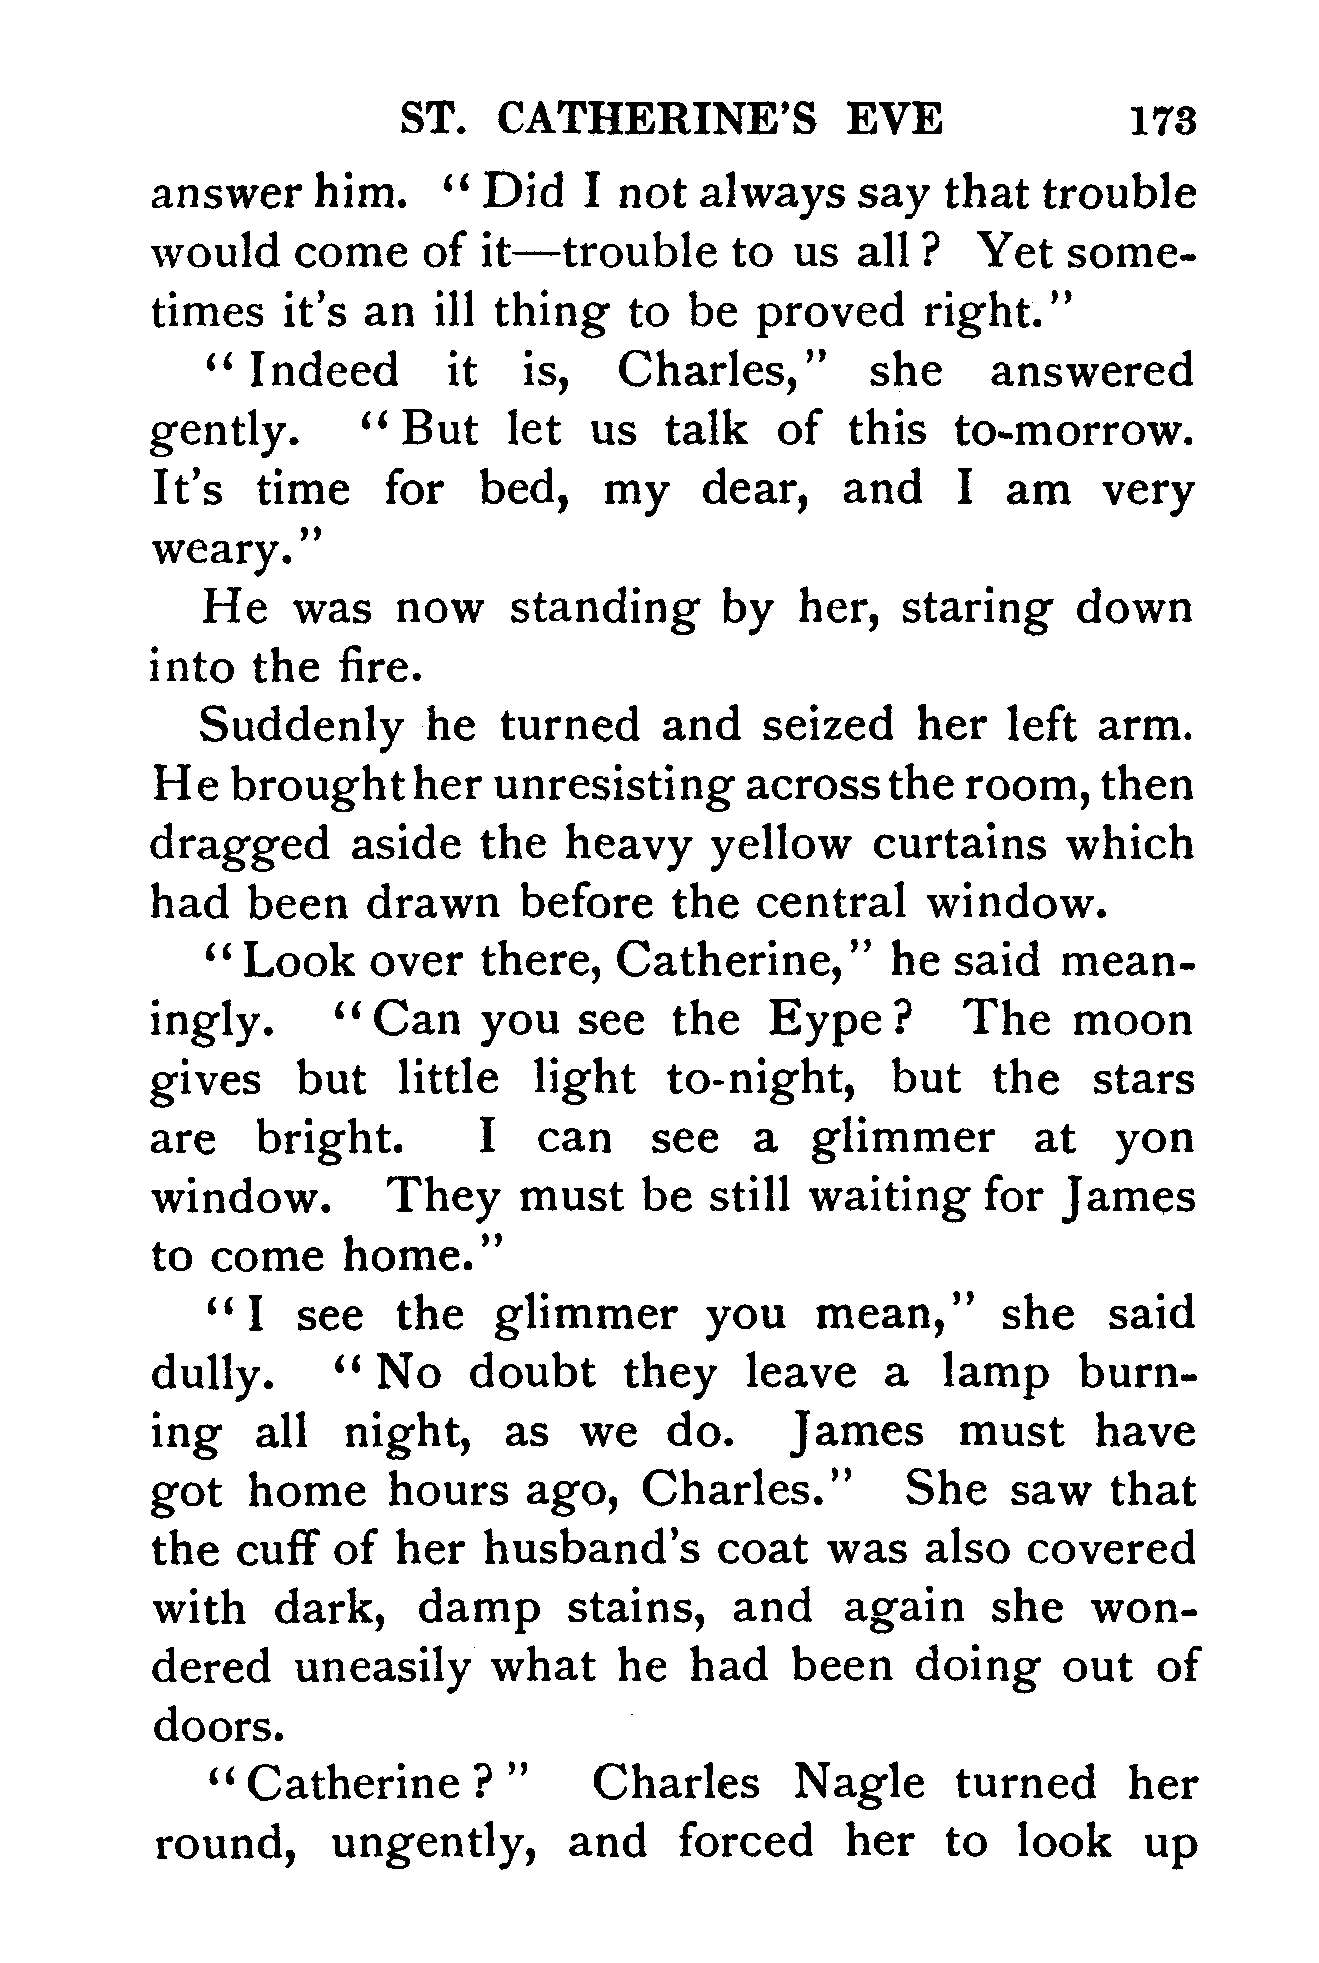 ST. CATHERINE'S EVE 173
answer him. “ Did I not always say that trouble
would come of it—trouble to us all ? Yet some-
times it's an ill thing to be proved right.”
“ Indeed it is, Charles,” she answered
gently. “ But let us talk of this to-morrow.
It's time for bed, my dear, and I am very
weary.”
He was now standing by her, staring down
into the fire.
Suddenly he turned and seized her left arm.
He brought her unresisting across the room, then
dragged aside the heavy yellow curtains which
had been drawn before the central window.
“ Look over there, Catherine,” he said mean-
ingly. “ Can you see the Eype ? The moon
gives but little light to-night, but the stars
are bright. I can see a glimmer at yon
window. They must be still waiting for James
to come home.”
“ I see the glimmer you mean,” she said
dully. “ No doubt they leave a lamp burn-
ing all night, as we do. James must have
got home hours ago, Charles.” She saw that
the cuff of her husband's coat was also covered
with dark, damp stains, and again she won-
dered uneasily what he had been doing out of
doors.
“ Catherine ? ” Charles Nagle turned her
round, ungently, and forced her to look up